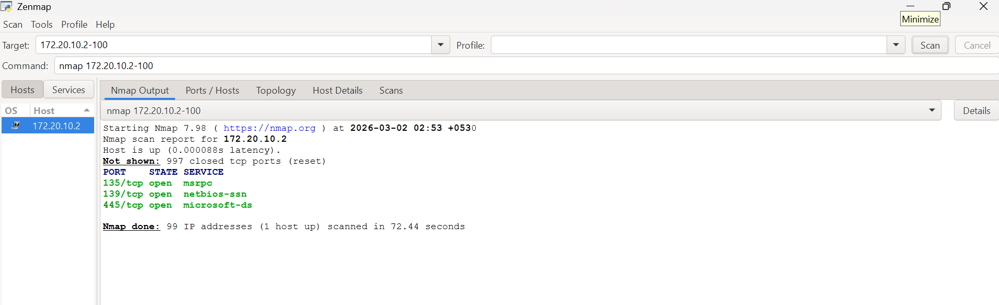 Zenmap
Minimize
Scan Tools Profile Help
Target: 172.20.10.2-100 Profile: Scan Cancel
Command: nmap 172.20.10.2-100
Hosts Services Nmap Output Ports / Hosts Topology Host Details Scans
OS Host nmap 172.20.10.2-100 Details
172.20.10.2
Starting Nmap 7.98 ( https://nmap.org ) at 2026-03-02 02:53 +0530
Nmap scan report for 172.20.10.2
Host is up (0.000088s latency).
Not shown: 997 closed tcp ports (reset)
PORT    STATE SERVICE
135/tcp open  msrpc
139/tcp open  netbios-ssn
445/tcp open  microsoft-ds
Nmap done: 99 IP addresses (1 host up) scanned in 72.44 seconds